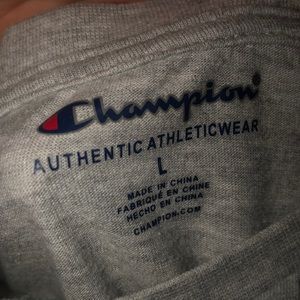 Champion
AUTHENTIC ATHLETICWEAR
L
MADE IN CHINA
FABRIQUÉ EN CHINE
HECHO EN CHINA
CHAMPION.COM